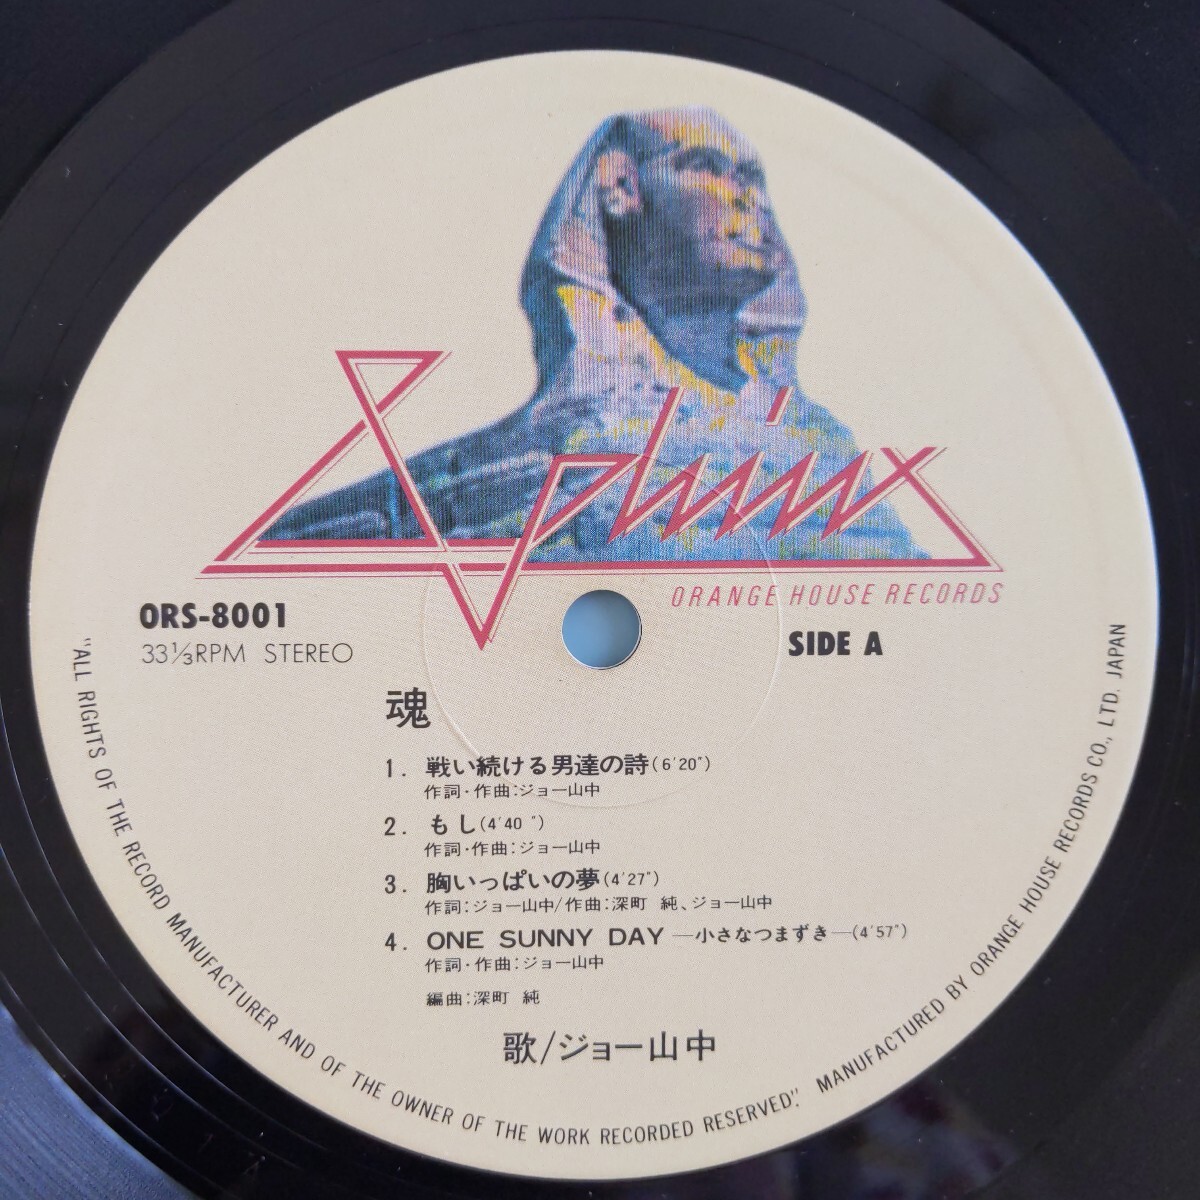 Sphinx
ORANGE HOUSE RECORDS
ORS-8001
33⅓RPM STEREO
SIDE A
魂
1. 戦い続ける男達の詩(6'20")
作詞・作曲:ジョー山中
2. もし(4'40 ")
作詞・作曲:ジョー山中
3. 胸いっぱいの夢(4'27")
作詞:ジョー山中/作曲:深町 純、ジョー山中
4. ONE SUNNY DAY —小さなつまずき—(4'57")
作詞・作曲:ジョー山中
編曲:深町 純
歌/ジョー山中
"ALL RIGHTS OF THE RECORD MANUFACTURER AND OF THE OWNER OF THE WORK RECORDED RESERVED". MANUFACTURED BY ORANGE HOUSE RECORDS CO., LTD. JAPAN